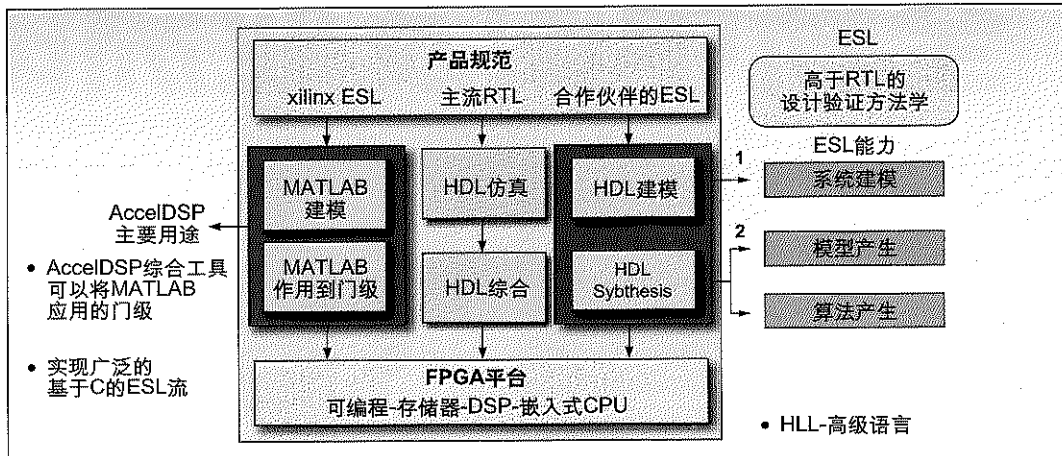 产品规范
xilinx ESL 主流RTL 合作伙伴的ESL
MATLAB
建模
MATLAB
作用到门级
HDL仿真
HDL综合
HDL建模
HDL
Sybthesis
FPGA平台
可编程-存储器-DSP-嵌入式CPU
AccelDSP
主要用途
• AccelDSP综合工具
可以将MATLAB
应用的门级
• 实现广泛的
基于C的ESL流
ESL
高于RTL的
设计验证方法学
ESL能力
1
系统建模
2
模型产生
算法产生
• HLL-高级语言